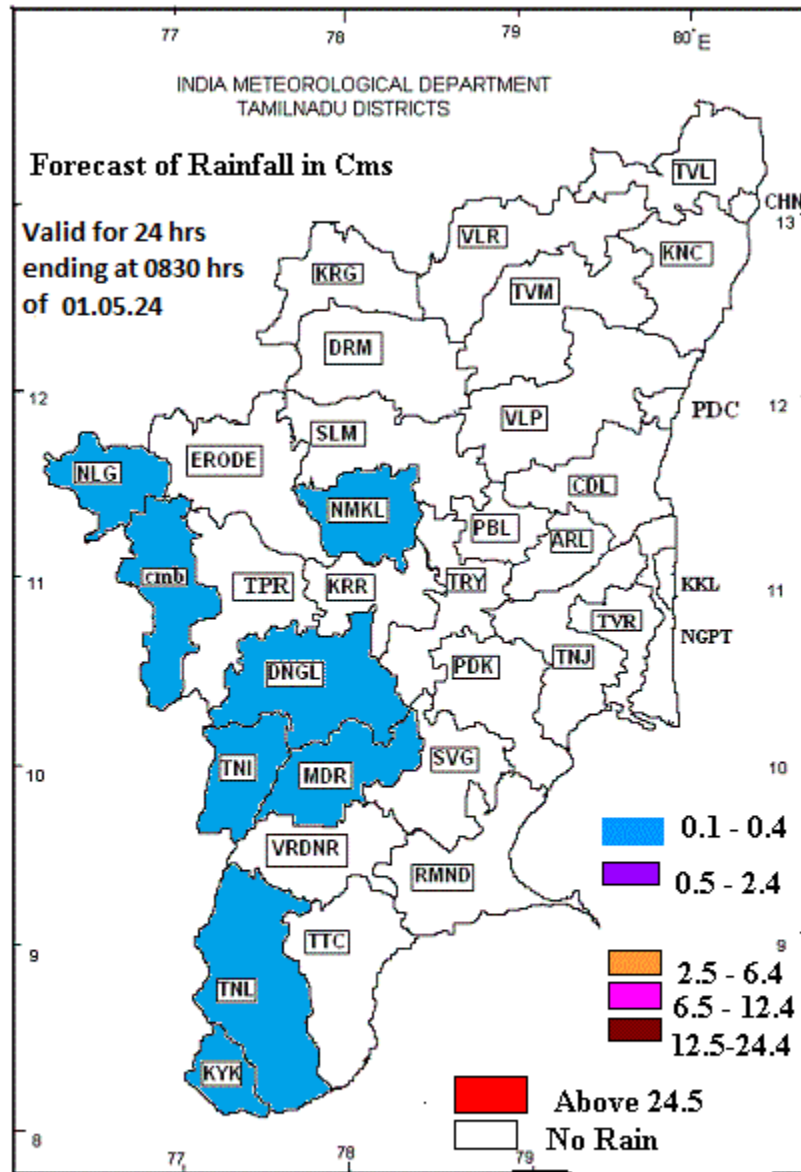 77 78 79 80° E
INDIA METEOROLOGICAL DEPARTMENT
TAMILNADU DISTRICTS
Forecast of Rainfall in Cms
TVL
CHN
13
Valid for 24 hrs
ending at 0830 hrs
of 01.05.24
VLR
KNC
KRG
TVM
DRM
12
12
PDC
VLP
SLM
ERODE
NLG
CDL
NMKL
PBL
ARL
11
cmb
TPR
KRR
TRY
KKL
11
TVR
NGPT
DNGL
PDK
TNJ
10
TNI
MDR
SVG
10
VRDNR
RMND
0.1 - 0.4
0.5 - 2.4
9
TTC
9
TNL
2.5 - 6.4
6.5 - 12.4
12.5-24.4
KYK
Above 24.5
No Rain
8
77 78 79